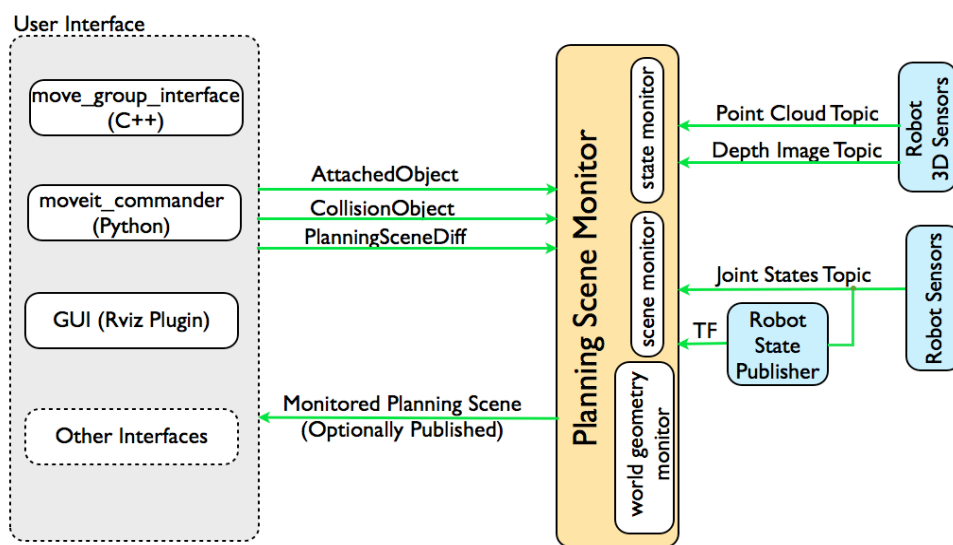 User Interface
move_group_interface
(C++)
moveit_commander
(Python)
GUI (Rviz Plugin)
Other Interfaces
AttachedObject
CollisionObject
PlanningSceneDiff
Monitored Planning Scene
(Optionally Published)
Planning Scene Monitor
state monitor
scene monitor
world geometry
monitor
Point Cloud Topic
Depth Image Topic
Joint States Topic
TF
Robot
State
Publisher
Robot
3D Sensors
Robot Sensors